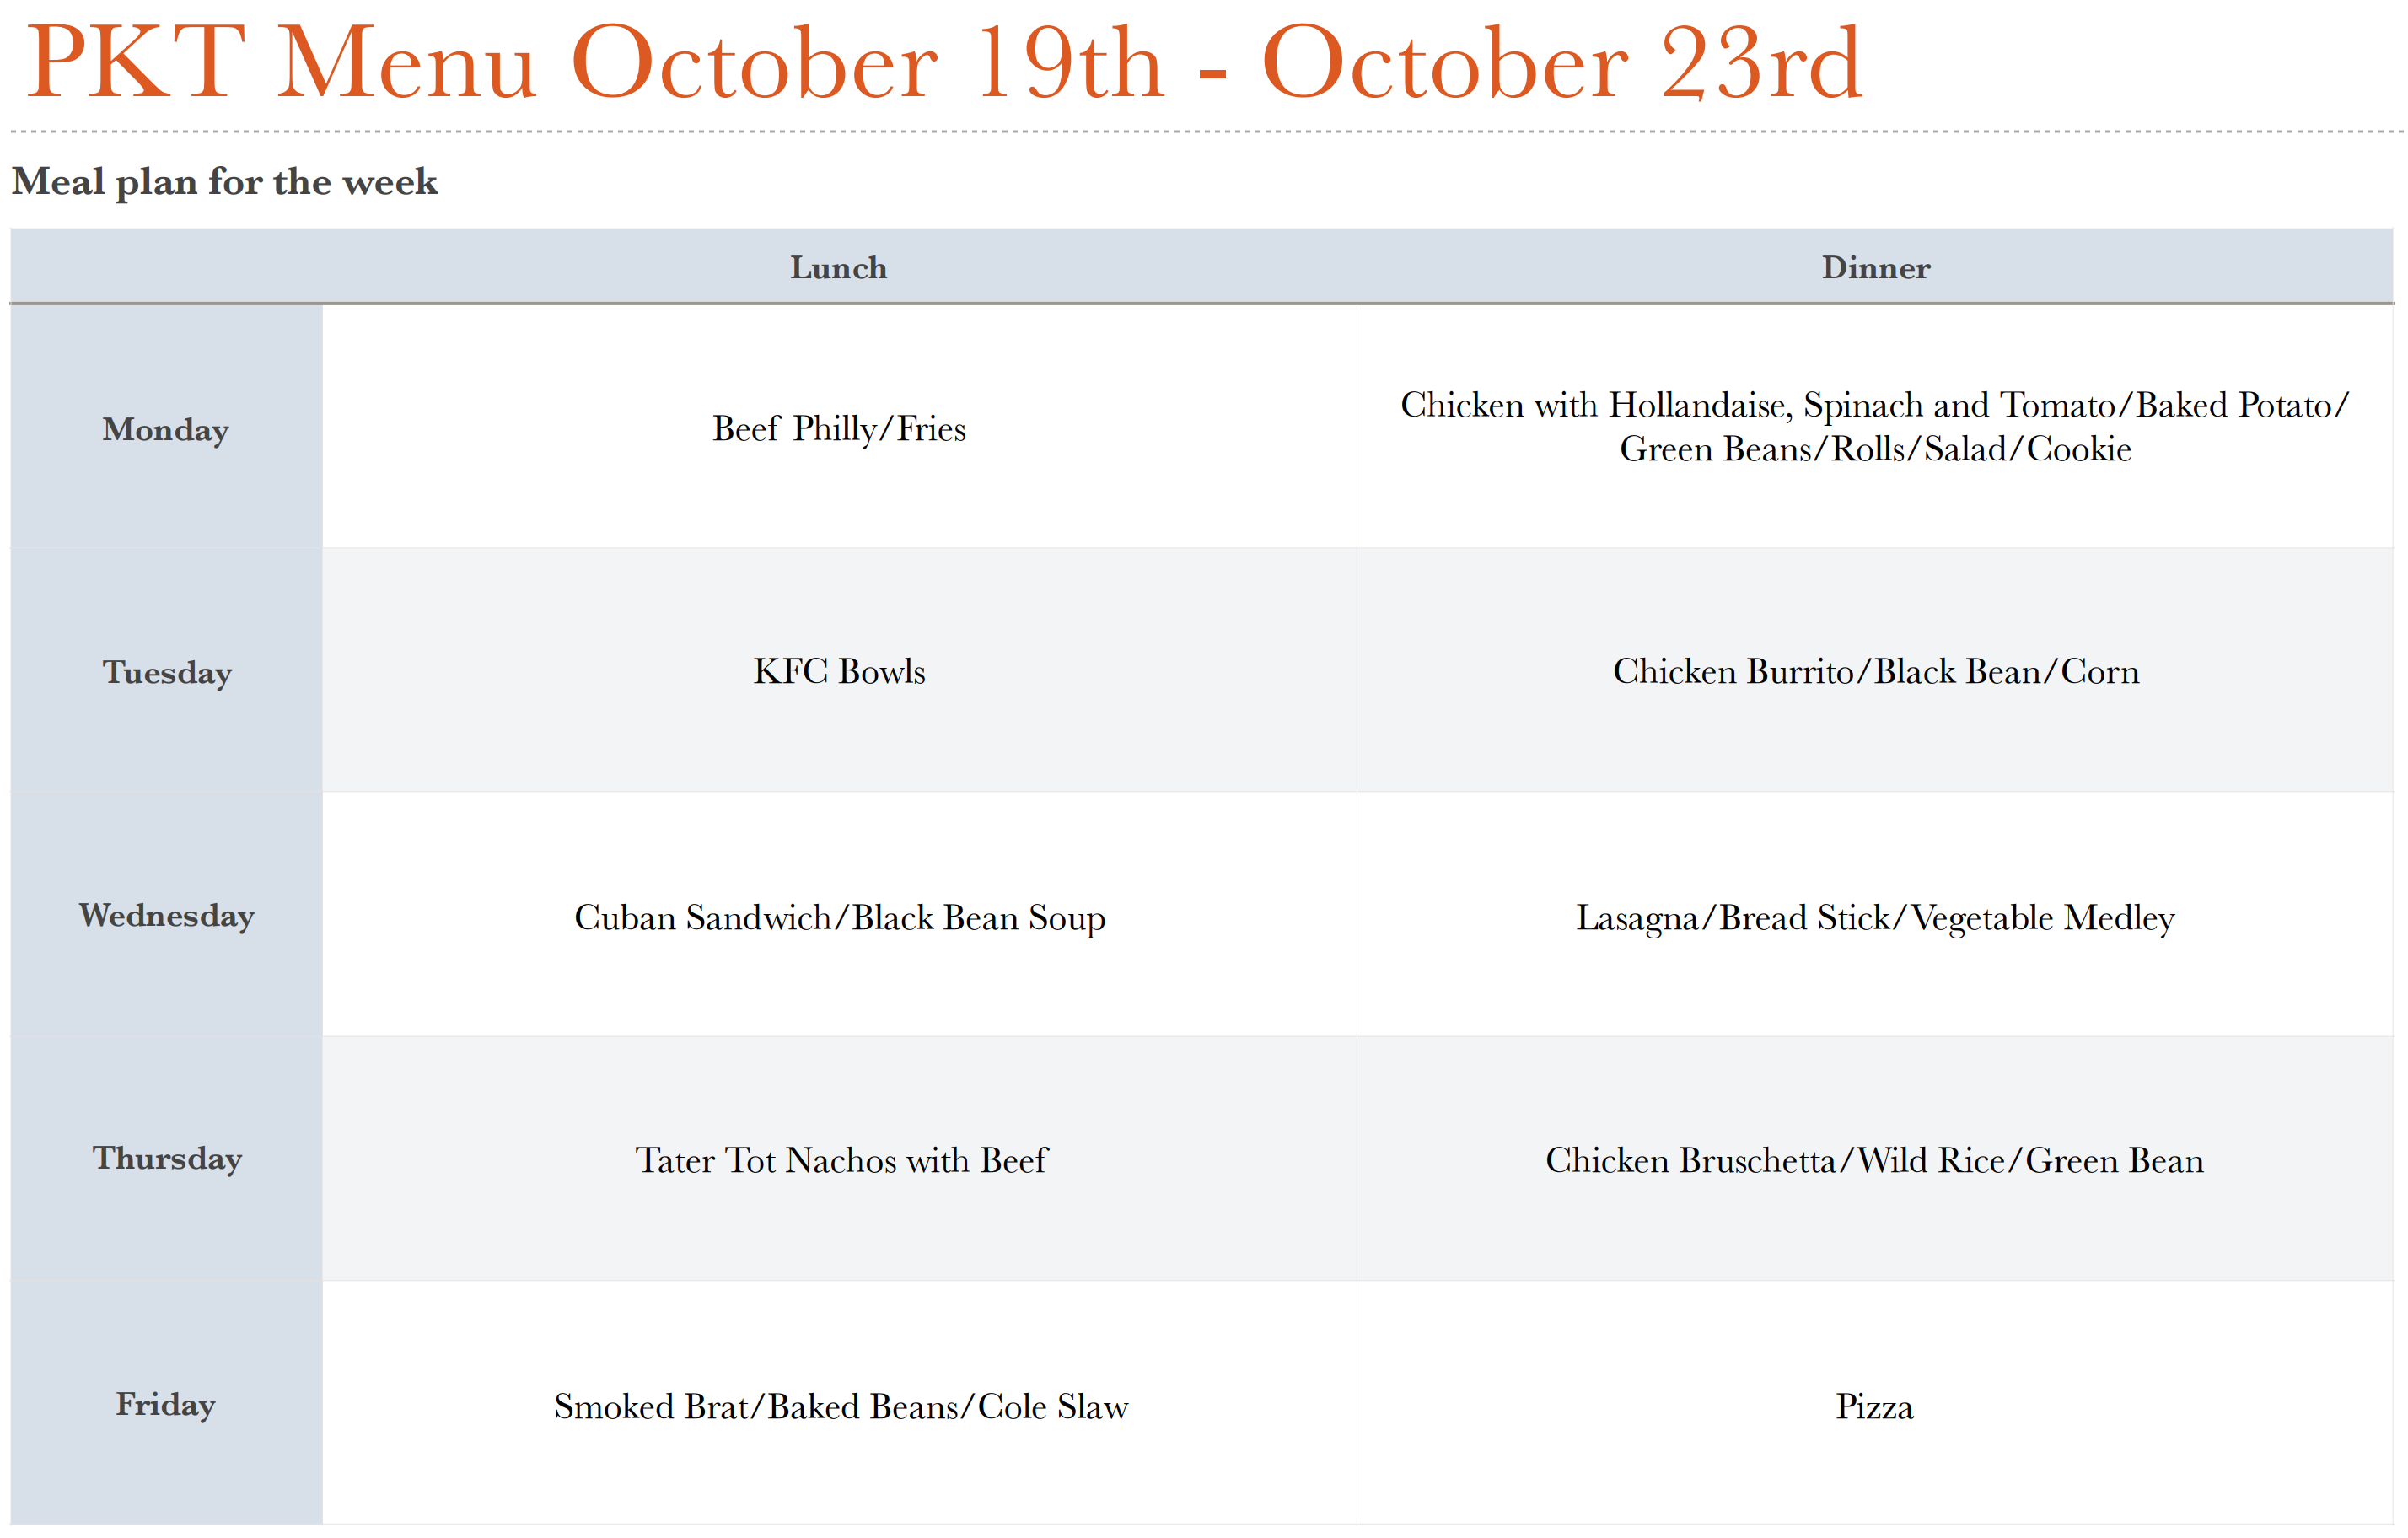 PKT Menu October 19th - October 23rd
Meal plan for the week
Lunch Dinner
Monday Beef Philly/Fries Chicken with Hollandaise, Spinach and Tomato/Baked Potato/
Green Beans/Rolls/Salad/Cookie
Tuesday KFC Bowls Chicken Burrito/Black Bean/Corn
Wednesday Cuban Sandwich/Black Bean Soup Lasagna/Bread Stick/Vegetable Medley
Thursday Tater Tot Nachos with Beef Chicken Bruschetta/Wild Rice/Green Bean
Friday Smoked Brat/Baked Beans/Cole Slaw Pizza